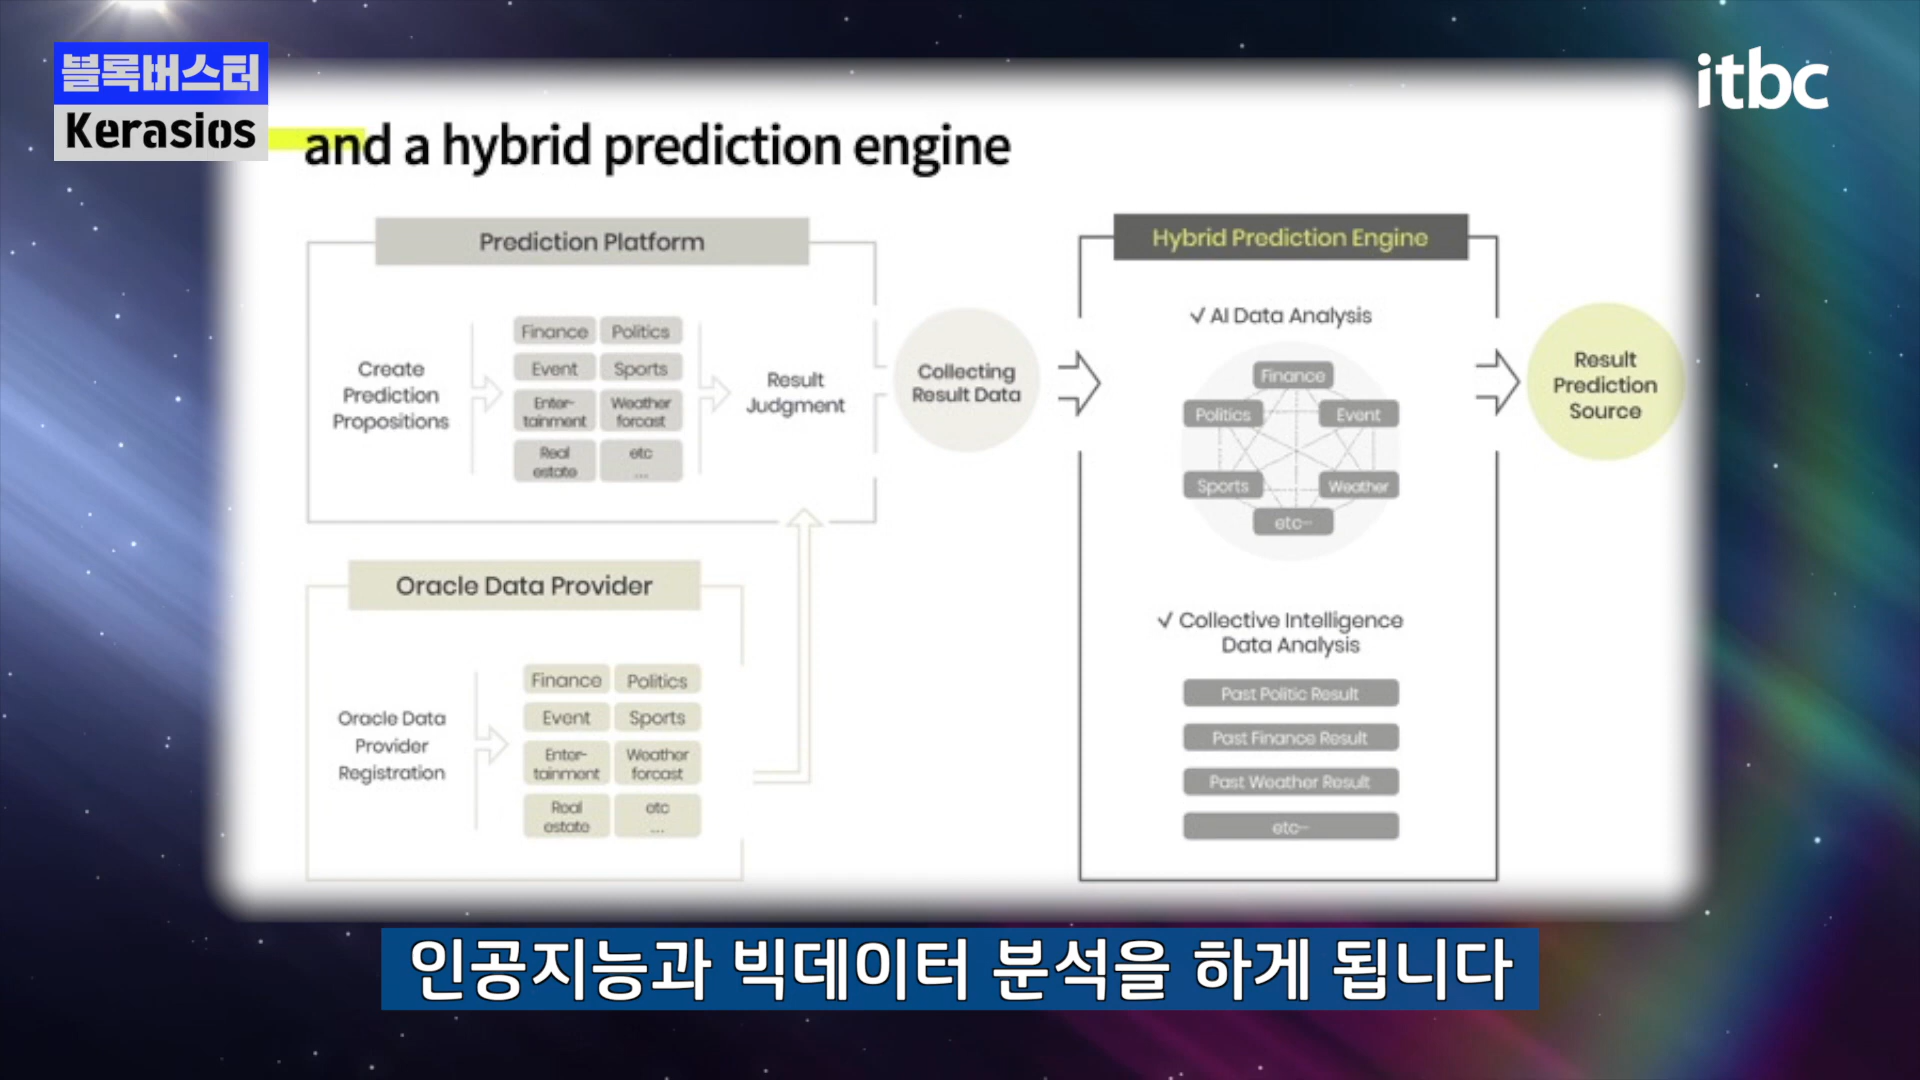 블록버스터
Kerasios
itbc
and a hybrid prediction engine
Prediction Platform
Create
Prediction
Propositions
Finance
Politics
Event
Sports
Enter-
tainment
Weather
forcast
Real
estate
etc
...
Result
Judgment
Collecting
Result Data
Oracle Data Provider
Oracle Data
Provider
Registration
Finance
Politics
Event
Sports
Enter-
tainment
Weather
forcast
Real
estate
etc
...
Hybrid Prediction Engine
✓ AI Data Analysis
Finance
Politics
Event
Sports
Weather
etc··
✓ Collective Intelligence
Data Analysis
Past Politic Result
Past Finance Result
Past Weather Result
etc··
Result
Prediction
Source
인공지능과 빅데이터 분석을 하게 됩니다